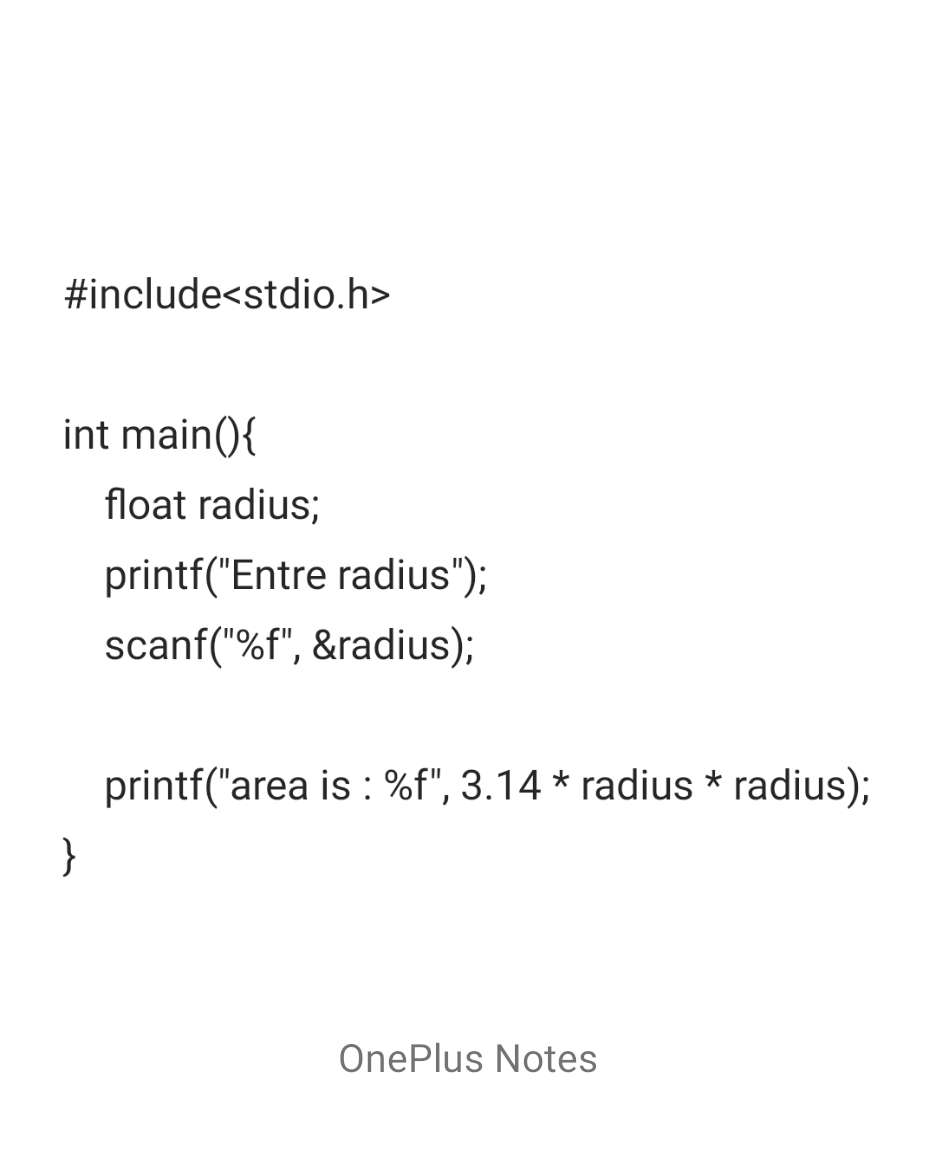 #include<stdio.h>
int main(){
float radius;
printf("Entre radius");
scanf("%f", &radius);
printf("area is : %f", 3.14 * radius * radius);
}
OnePlus Notes